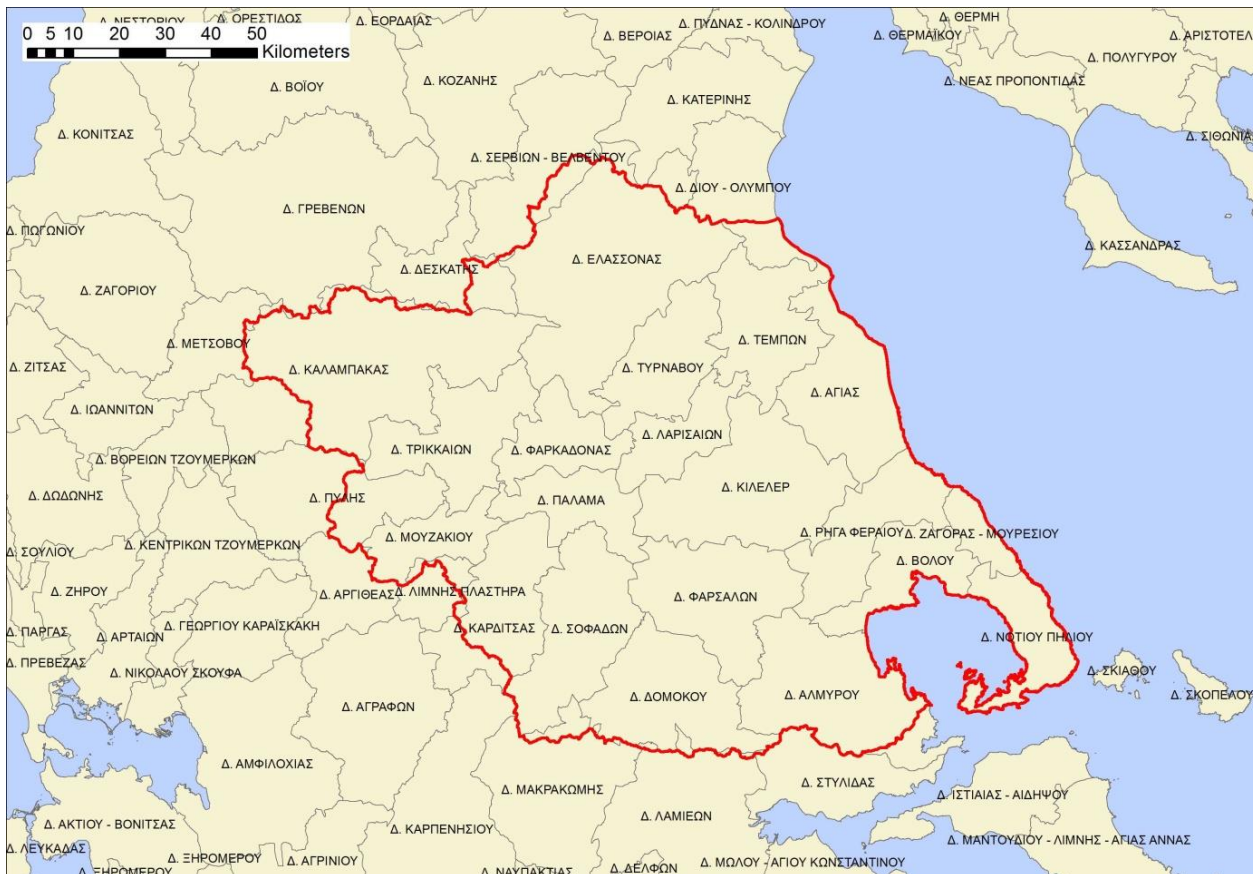 Δ. ΝΕΣΤΟΡΙΟΥ
Δ. ΟΡΕΣΤΙΔΟΣ
Δ. ΕΟΡΔΑΙΑΣ
Δ. ΠΥΔΝΑΣ - ΚΟΛΙΝΔΡΟΥ
Δ. ΘΕΡΜΗ
0 5 10 20 30 40 50
Kilometers
Δ. ΒΕΡΟΙΑΣ
Δ. ΘΕΡΜΑΪΚΟΥ
Δ. ΑΡΙΣΤΟΤΕΛ
Δ. ΠΟΛΥΓΥΡΟΥ
Δ. ΒΟΪΟΥ
Δ. ΚΟΖΑΝΗΣ
Δ. ΝΕΑΣ ΠΡΟΠΟΝΤΙΔΑΣ
Δ. ΚΑΤΕΡΙΝΗΣ
Δ. ΚΟΝΙΤΣΑΣ
Δ. ΣΙΘΩΝΙΑΣ
Δ. ΣΕΡΒΙΩΝ - ΒΕΛΒΕΝΤΟΥ
Δ. ΔΙΟΥ - ΟΛΥΜΠΟΥ
Δ. ΓΡΕΒΕΝΩΝ
Δ. ΠΩΓΩΝΙΟΥ
Δ. ΚΑΣΣΑΝΔΡΑΣ
Δ. ΕΛΑΣΣΟΝΑΣ
Δ. ΔΕΣΚΑΤΗΣ
Δ. ΖΑΓΟΡΙΟΥ
Δ. ΜΕΤΣΟΒΟΥ
Δ. ΤΕΜΠΩΝ
Δ. ΖΙΤΣΑΣ
Δ. ΚΑΛΑΜΠΑΚΑΣ
Δ. ΤΥΡΝΑΒΟΥ
Δ. ΑΓΙΑΣ
Δ. ΙΩΑΝΝΙΤΩΝ
Δ. ΛΑΡΙΣΑΙΩΝ
Δ. ΤΡΙΚΚΑΙΩΝ
Δ. ΦΑΡΚΑΔΟΝΑΣ
Δ. ΒΟΡΕΙΩΝ ΤΖΟΥΜΕΡΚΩΝ
Δ. ΚΙΛΕΛΕΡ
Δ. ΔΩΔΩΝΗΣ
Δ. ΠΥΛΗΣ
Δ. ΠΑΛΑΜΑ
Δ. ΡΗΓΑ ΦΕΡΑΙΟΥ
Δ. ΖΑΓΟΡΑΣ - ΜΟΥΡΕΣΙΟΥ
Δ. ΜΟΥΖΑΚΙΟΥ
Δ. ΚΕΝΤΡΙΚΩΝ ΤΖΟΥΜΕΡΚΩΝ
Δ. ΣΟΥΛΙΟΥ
Δ. ΒΟΛΟΥ
Δ. ΖΗΡΟΥ
Δ. ΑΡΓΙΘΕΑΣ
Δ. ΛΙΜΝΗΣ ΠΛΑΣΤΗΡΑ
Δ. ΦΑΡΣΑΛΩΝ
Δ. ΓΕΩΡΓΙΟΥ ΚΑΡΑΪΣΚΑΚΗ
Δ. ΚΑΡΔΙΤΣΑΣ
Δ. ΣΟΦΑΔΩΝ
Δ. ΠΑΡΓΑΣ
Δ. ΑΡΤΑΙΩΝ
Δ. ΝΟΤΙΟΥ ΠΗΛΙΟΥ
Δ. ΠΡΕΒΕΖΑΣ
Δ. ΝΙΚΟΛΑΟΥ ΣΚΟΥΦΑ
Δ. ΣΚΙΑΘΟΥ
Δ. ΔΟΜΟΚΟΥ
Δ. ΑΛΜΥΡΟΥ
Δ. ΣΚΟΠΕΛΟΥ
Δ. ΑΓΡΑΦΩΝ
Δ. ΑΜΦΙΛΟΧΙΑΣ
Δ. ΜΑΚΡΑΚΩΜΗΣ
Δ. ΣΤΥΛΙΔΑΣ
Δ. ΙΣΤΙΑΙΑΣ - ΑΙΔΗΨΟΥ
Δ. ΛΑΜΙΕΩΝ
Δ. ΑΚΤΙΟΥ - ΒΟΝΙΤΣΑΣ
Δ. ΚΑΡΠΕΝΗΣΙΟΥ
Δ. ΜΑΝΤΟΥΔΙΟΥ - ΛΙΜΝΗΣ - ΑΓΙΑΣ ΑΝΝΑΣ
Δ. ΛΕΥΚΑΔΑΣ
Δ. ΞΗΡΟΜΕΡΟΥ
Δ. ΑΓΡΙΝΙΟΥ
Δ. ΜΩΛΟΥ - ΑΓΙΟΥ ΚΩΝΣΤΑΝΤΙΝΟΥ
Δ. ΔΕΛΦΩΝ
Δ. ΞΗΡΟΜΕΡΟΥ
Δ. ΝΑΥΠΑΚΤΙΑΣ